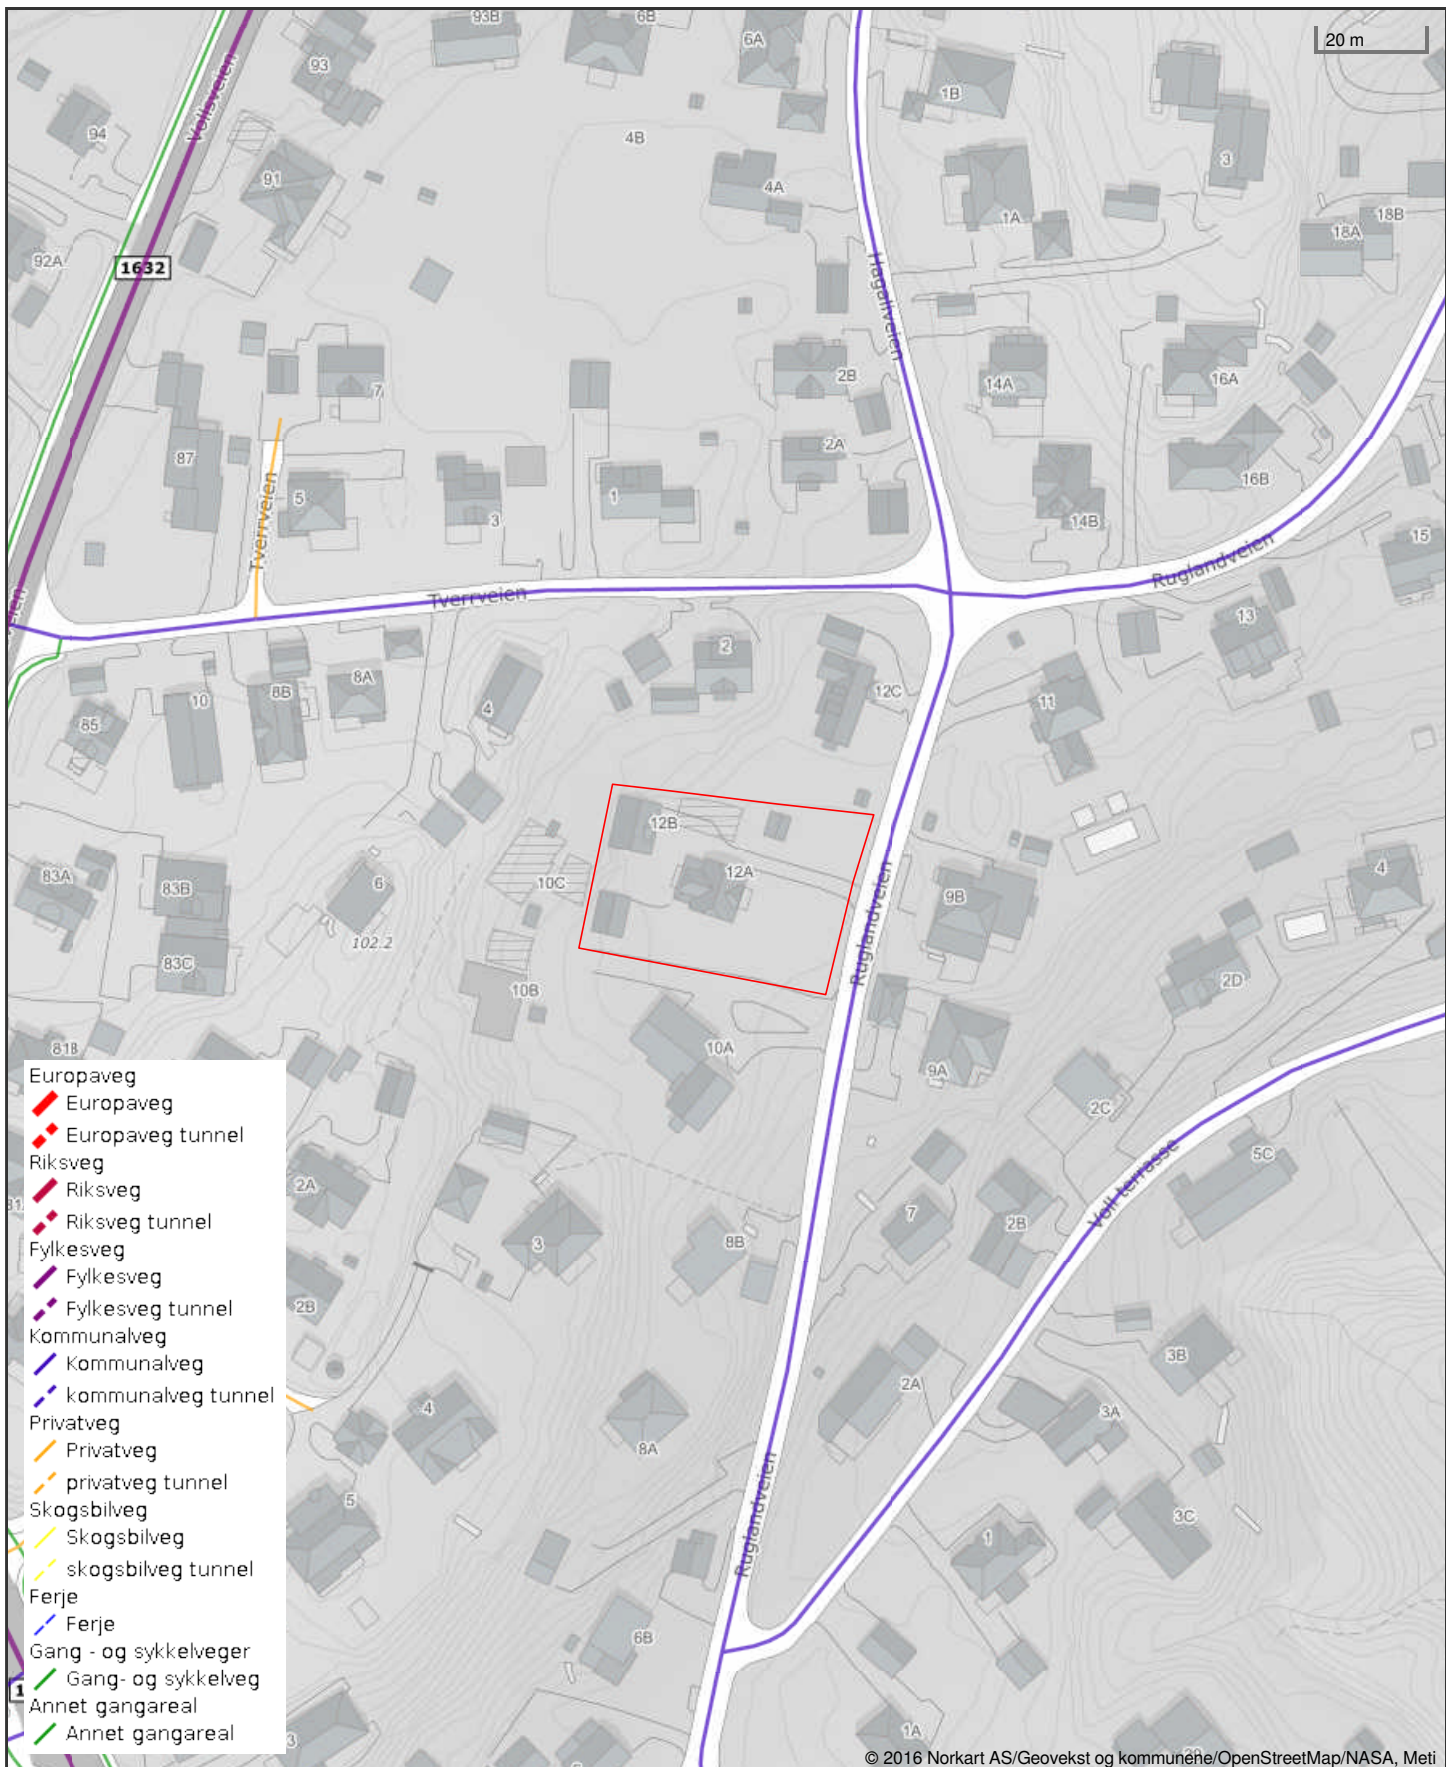 93B
6B
6A
20 m
93
Vollsveien
1B
94
4B
3
91
4A
1A
18B
18A
92A
1632
Hagaliveien
7
2B
14A
16A
2A
87
16B
5
1
3
14B
15
Tverrveien
Ruglandveien
Tverrveien
13
2
8A
8B
12C
10
11
4
85
12B
12A
4
83A
6
10C
83B
9B
102.2
Ruglandveien
83C
2D
10B
81B
10A
9A
2C
5C
2A
Voll terrasse
7
2B
3
8B
2B
3B
2A
4
3A
8A
5
3C
Ruglandveien
1
6B
1A
3
Europaveg
Europaveg
Europaveg tunnel
Riksveg
Riksveg
Riksveg tunnel
Fylkesveg
Fylkesveg
Fylkesveg tunnel
Kommunalveg
Kommunalveg
kommunalveg tunnel
Privatveg
Privatveg
privatveg tunnel
Skogsbilveg
Skogsbilveg
skogsbilveg tunnel
Ferje
Ferje
Gang - og sykkelveger
Gang- og sykkelveg
Annet gangareal
Annet gangareal
© 2016 Norkart AS/Geovekst og kommunene/OpenStreetMap/NASA, Meti